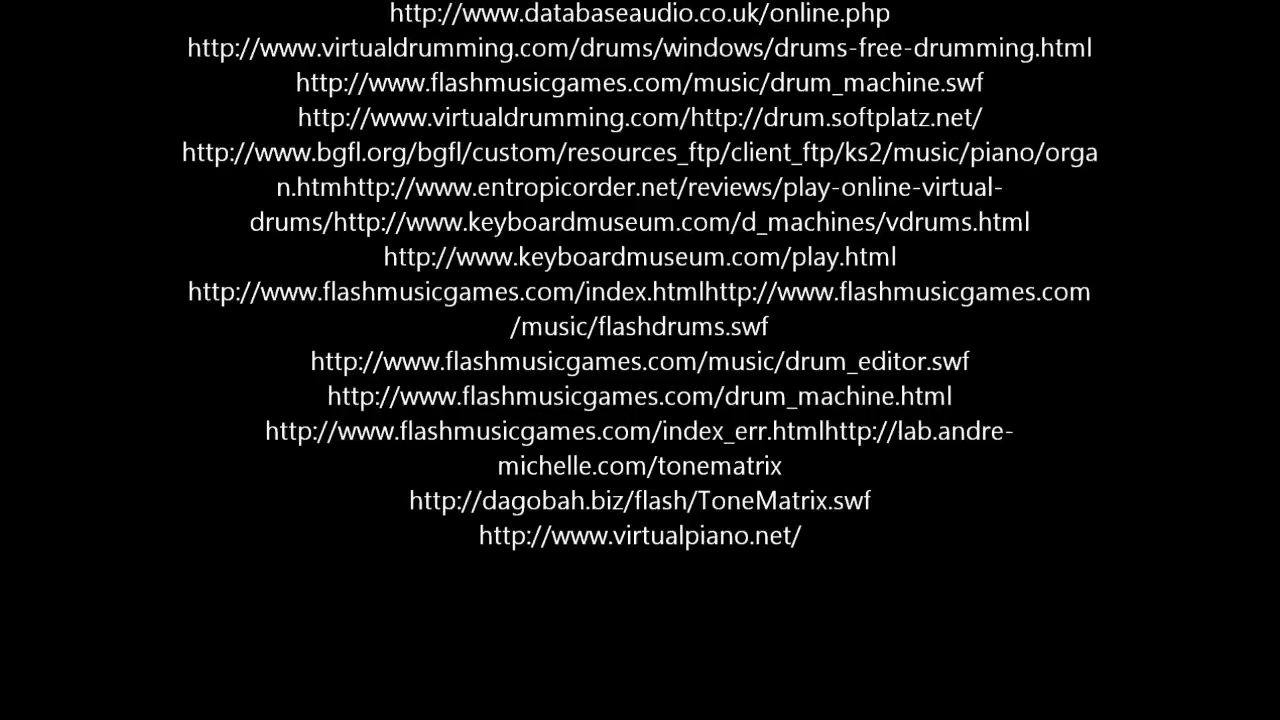 http://www.databaseaudio.co.uk/online.php
http://www.virtualdrumming.com/drums/windows/drums-free-drumming.html
http://www.flashmusicgames.com/music/drum_machine.swf
http://www.virtualdrumming.com/http://drum.softplatz.net/
http://www.bgfl.org/bgfl/custom/resources_ftp/client_ftp/ks2/music/piano/orga
n.htmhttp://www.entropicorder.net/reviews/play-online-virtual-
drums/http://www.keyboardmuseum.com/d_machines/vdrums.html
http://www.keyboardmuseum.com/play.html
http://www.flashmusicgames.com/index.htmlhttp://www.flashmusicgames.com
/music/flashdrums.swf
http://www.flashmusicgames.com/music/drum_editor.swf
http://www.flashmusicgames.com/drum_machine.html
http://www.flashmusicgames.com/index_err.htmlhttp://lab.andre-
michelle.com/tonematrix
http://dagobah.biz/flash/ToneMatrix.swf
http://www.virtualpiano.net/